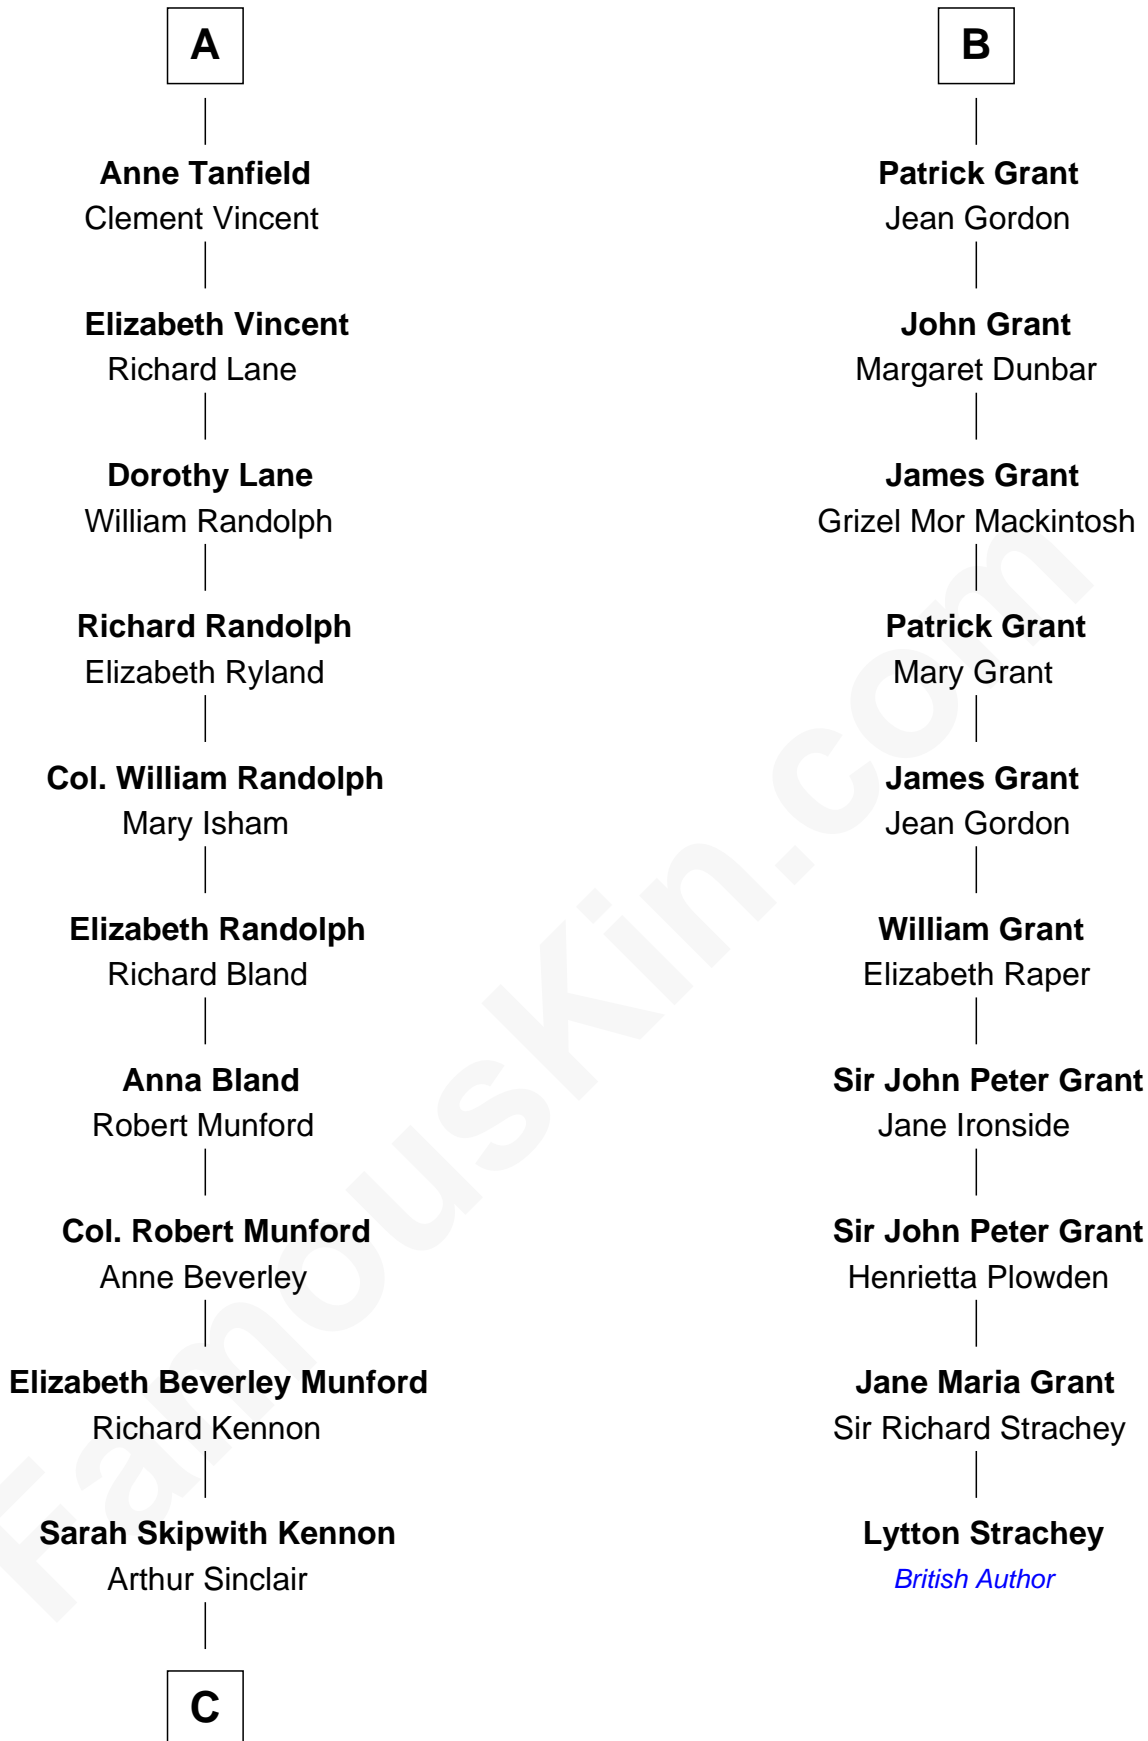 A
Anne Tanfield
Clement Vincent
Elizabeth Vincent
Richard Lane
Dorothy Lane
William Randolph
Richard Randolph
Elizabeth Ryland
Col. William Randolph
Mary Isham
Elizabeth Randolph
Richard Bland
Anna Bland
Robert Munford
Col. Robert Munford
Anne Beverley
Elizabeth Beverley Munford
Richard Kennon
Sarah Skipwith Kennon
Arthur Sinclair
C
B
Patrick Grant
Jean Gordon
John Grant
Margaret Dunbar
James Grant
Grizel Mor Mackintosh
Patrick Grant
Mary Grant
James Grant
Jean Gordon
William Grant
Elizabeth Raper
Sir John Peter Grant
Jane Ironside
Sir John Peter Grant
Henrietta Plowden
Jane Maria Grant
Sir Richard Strachey
Lytton Strachey
British Author
FamousKin.com